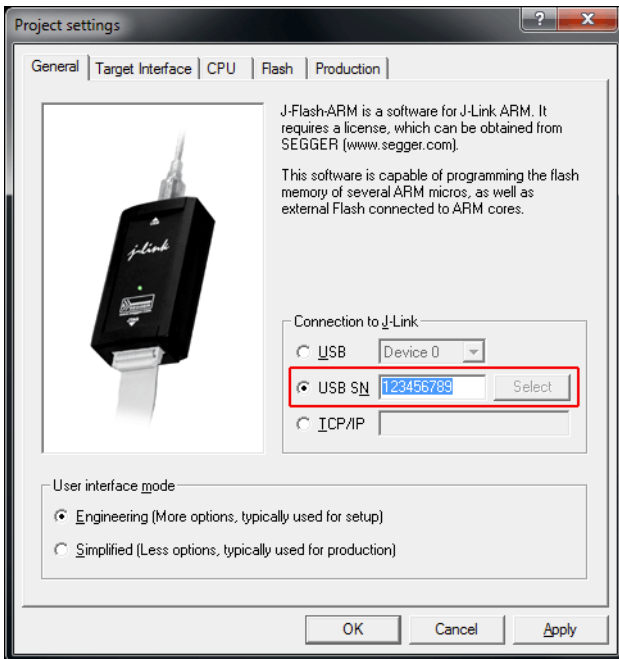 Project settings
General
Target Interface
CPU
Flash
Production
J-Flash-ARM is a software for J-Link ARM. It
requires a license, which can be obtained from
SEGGER (www.segger.com).
This software is capable of programming the flash
memory of several ARM micros, as well as
external Flash connected to ARM cores.
j-link
Connection to J-Link
USB Device 0
USB SN 123456789 Select
TCP/IP
User interface mode
Engineering (More options, typically used for setup)
Simplified (Less options, typically used for production)
OK Cancel Apply